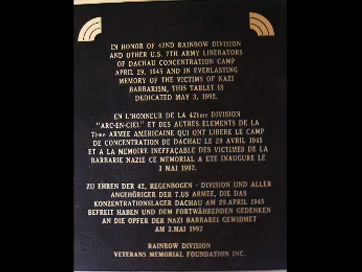 IN HONOR OF 42ND RAINBOW DIVISION
AND OTHER U.S. 7TH ARMY LIBERATORS
OF DACHAU CONCENTRATION CAMP
APRIL 29, 1945 AND IN EVERLASTING
MEMORY OF THE VICTIMS OF NAZI
BARBARISM, THIS TABLET IS
DEDICATED MAY 3, 1992.
EN L'HONNEUR DE LA 42ème DIVISION
"ARC-EN-CIEL" ET DES AUTRES ELEMENTS DE LA
7ème ARMEE AMERICAINE QUI ONT LIBERE LE CAMP
DE CONCENTRATION DE DACHAU LE 29 AVRIL 1945
ET A LA MEMOIRE INEFFAÇABLE DES VICTIMES DE LA
BARBARIE NAZIE CE MEMORIAL A ETE INAUGURE LE
3 MAI 1992.
ZU EHREN DER 42, REGENBOGEN - DIVISION UND ALLER
ANGEHÖRIGER DER 7.US ARMEE, DIE DAS
KONZENTRATIONSLAGER DACHAU AM 29.APRIL 1945
BEFREIT HABEN UND DEM FORTWÄHRENDEN GEDENKEN
AN DIE OPFER DER NAZI BARBAREI GEWIDMET
AM 3.MAI 1992
RAINBOW DIVISION
VETERANS MEMORIAL FOUNDATION INC.